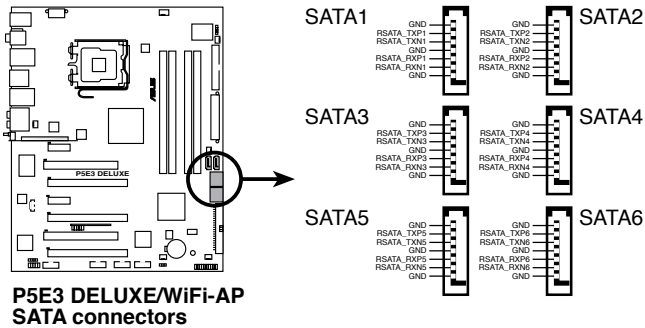 SATA1
GND
RSATA_TXP1
RSATA_TXN1
GND
RSATA_RXP1
RSATA_RXN1
GND
SATA2
GND
RSATA_TXP2
RSATA_TXN2
GND
RSATA_RXP2
RSATA_RXN2
GND
SATA3
GND
RSATA_TXP3
RSATA_TXN3
GND
RSATA_RXP3
RSATA_RXN3
GND
SATA4
GND
RSATA_TXP4
RSATA_TXN4
GND
RSATA_RXP4
RSATA_RXN4
GND
SATA5
GND
RSATA_TXP5
RSATA_TXN5
GND
RSATA_RXP5
RSATA_RXN5
GND
SATA6
GND
RSATA_TXP6
RSATA_TXN6
GND
RSATA_RXP6
RSATA_RXN6
GND
ASUS
P5E3 DELUXE
P5E3 DELUXE/WiFi-AP
SATA connectors